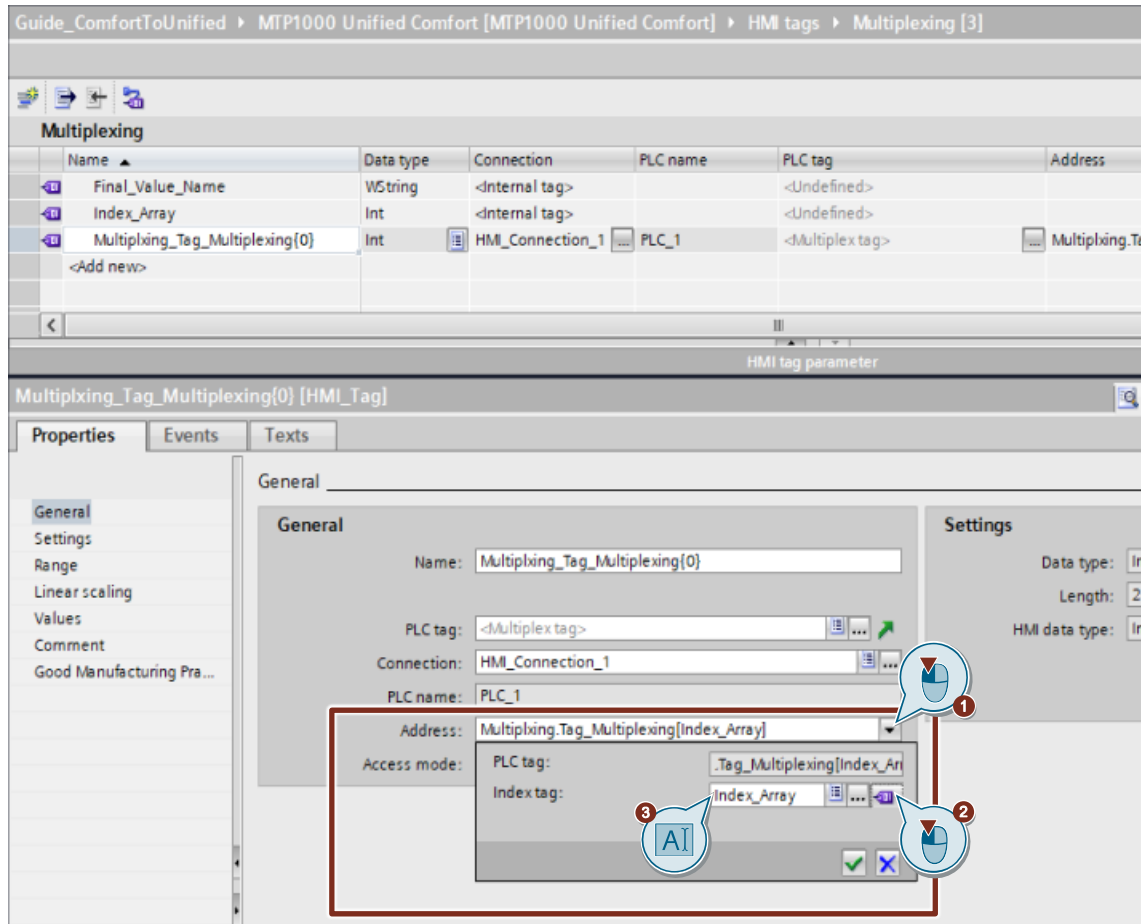 Guide_ComfortToUnified ▸ MTP1000 Unified Comfort [MTP1000 Unified Comfort] ▸ HMI tags ▸ Multiplexing [3]
Multiplexing
Name Data type Connection PLC name PLC tag Address
Final_Value_Name WString <Internal tag> <Undefined>
Index_Array Int <Internal tag> <Undefined>
Multiplxing_Tag_Multiplexing{0} Int HMI_Connection_1 ... PLC_1 <Multiplex tag> ... Multiplxing.Ta
<Add new>
HMI tag parameter
Multiplxing_Tag_Multiplexing{0} [HMI_Tag]
Properties Events Texts
General
General
Settings
Range
Linear scaling
Values
Comment
Good Manufacturing Pra...
General
Name: Multiplxing_Tag_Multiplexing{0}
PLC tag: <Multiplex tag> ...
Connection: HMI_Connection_1 ...
PLC name: PLC_1
Address: Multiplxing.Tag_Multiplexing[Index_Array]
Access mode:
PLC tag: .Tag_Multiplexing[Index_Arr
Index tag: Index_Array ...
1
2
3
AI
Settings
Data type: In
Length: 2
HMI data type: In